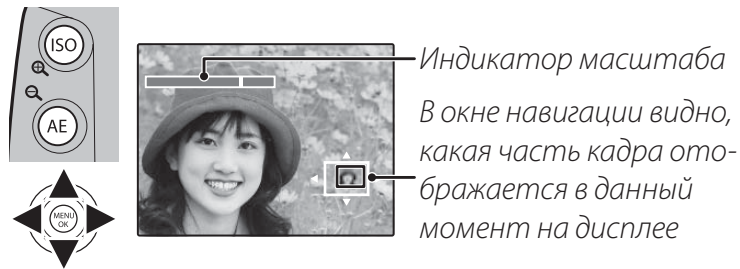 ISO
AE
MENU
OK
Индикатор масштаба
В окне навигации видно,
какая часть кадра ото-
бражается в данный
момент на дисплее